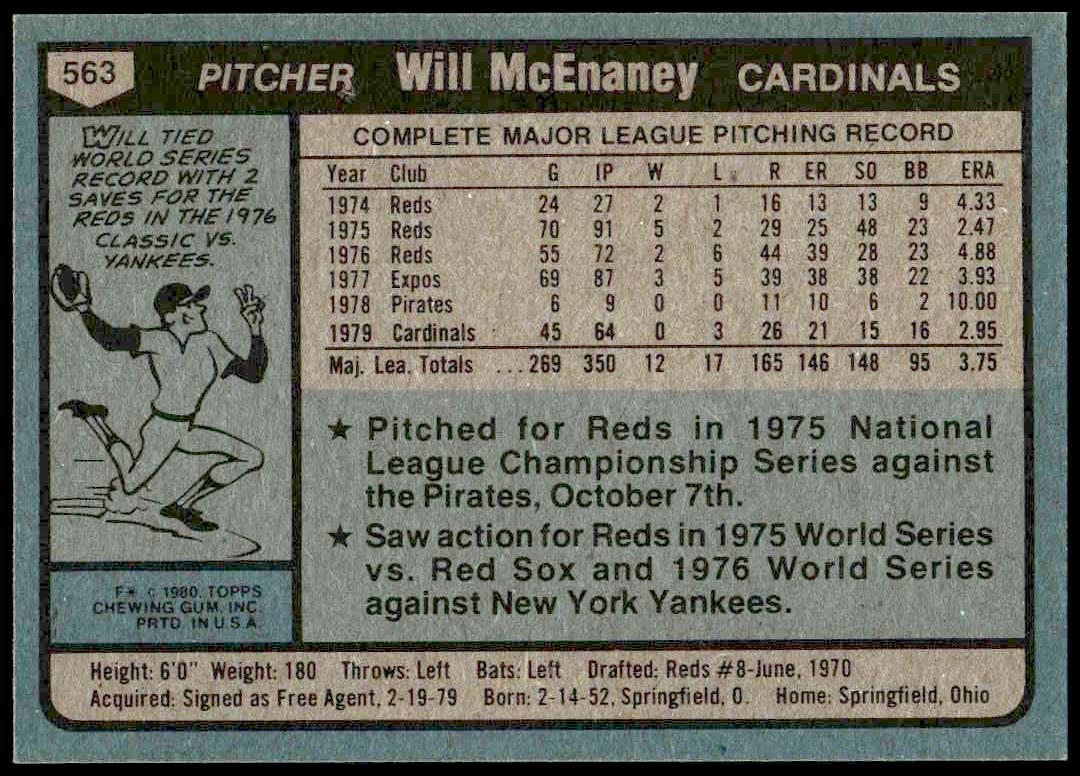 563 PITCHER Will McEnaney CARDINALS
WILL TIED
WORLD SERIES
RECORD WITH 2
SAVES FOR THE
REDS IN THE 1976
CLASSIC VS.
YANKEES.
COMPLETE MAJOR LEAGUE PITCHING RECORD
Year Club G IP W L R ER SO BB ERA
1974 Reds 24 27 2 1 16 13 13 9 4.33
1975 Reds 70 91 5 2 29 25 48 23 2.47
1976 Reds 55 72 2 6 44 39 28 23 4.88
1977 Expos 69 87 3 5 39 38 38 22 3.93
1978 Pirates 6 9 0 0 11 10 6 2 10.00
1979 Cardinals 45 64 0 3 26 21 15 16 2.95
Maj. Lea. Totals ... 269 350 12 17 165 146 148 95 3.75
★ Pitched for Reds in 1975 National
League Championship Series against
the Pirates, October 7th.
★ Saw action for Reds in 1975 World Series
vs. Red Sox and 1976 World Series
against New York Yankees.
F* © 1980, TOPPS
CHEWING GUM, INC.
PRTD. IN U.S.A.
Height: 6'0" Weight: 180 Throws: Left Bats: Left Drafted: Reds #8-June, 1970
Acquired: Signed as Free Agent, 2-19-79 Born: 2-14-52, Springfield, O. Home: Springfield, Ohio